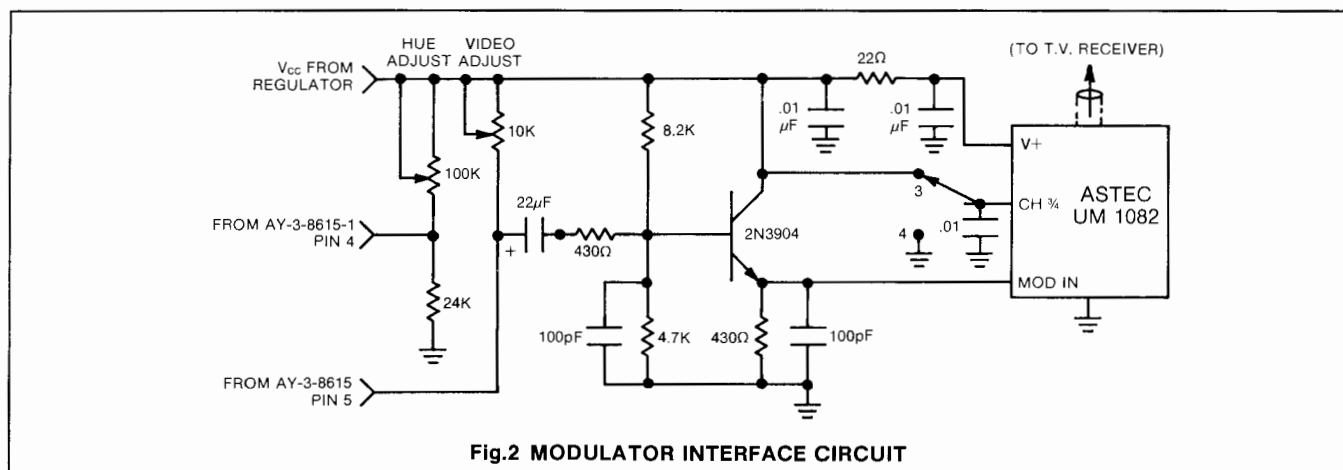 HUE ADJUST
VIDEO ADJUST
Vcc FROM REGULATOR
22Ω
(TO T.V. RECEIVER)
.01 µF
.01 µF
10K
8.2K
V+
100K
ASTEC UM 1082
3
CH ¾
22µF
FROM AY-3-8615-1 PIN 4
+
430Ω
2N3904
4
.01
MOD IN
24K
100pF
4.7K
430Ω
100pF
FROM AY-3-8615 PIN 5
Fig.2 MODULATOR INTERFACE CIRCUIT